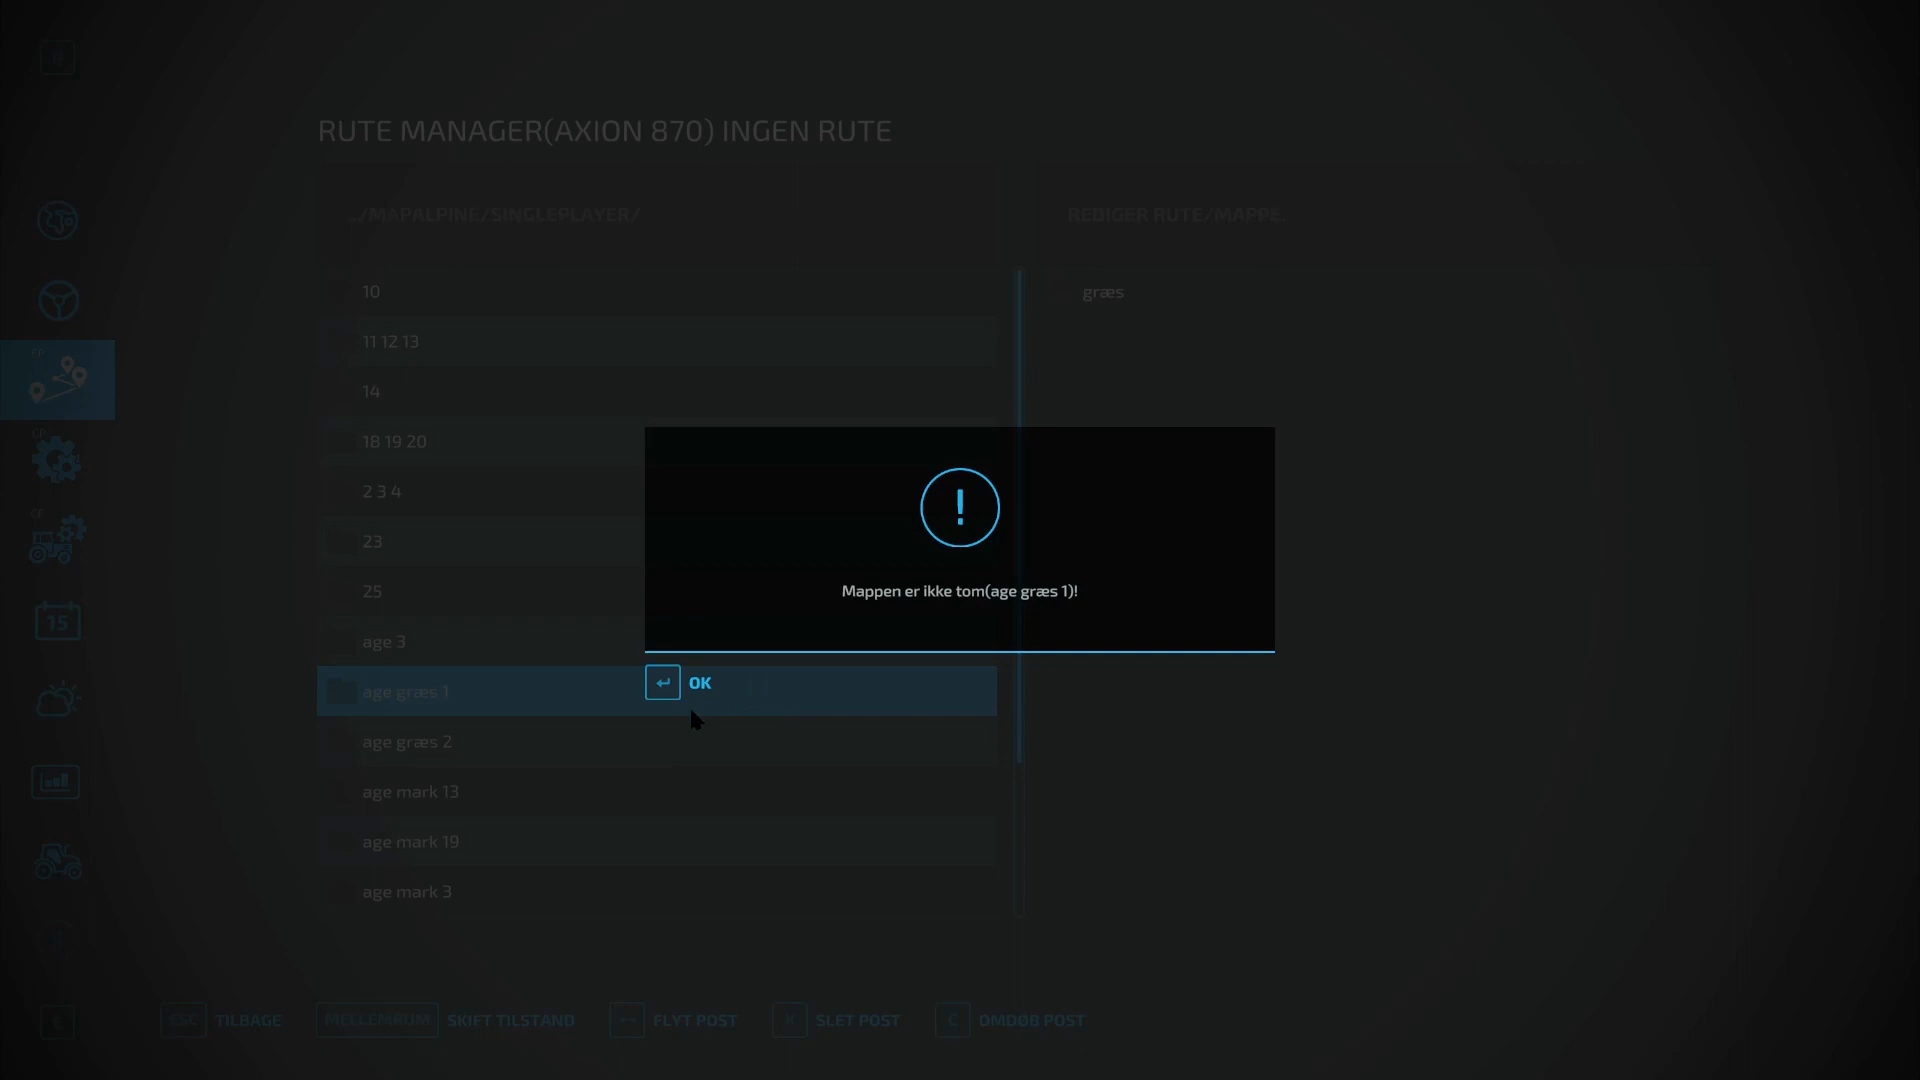 RUTE MANAGER(AXION 870) INGEN RUTE
../MAPALPINE/SINGLEPLAYER/
REDIGER RUTE/MAPPE.
10
græs
11 12 13
CP
14
CP
18 19 20
2 3 4
CP
23
25
Mappen er ikke tom(age græs 1)!
15
age 3
OK
age græs 1
age græs 2
age mark 13
age mark 19
age mark 3
E
ESC TILBAGE
MELLEMRUM SKIFT TILSTAND
FLYT POST
K SLET POST
C OMDØB POST